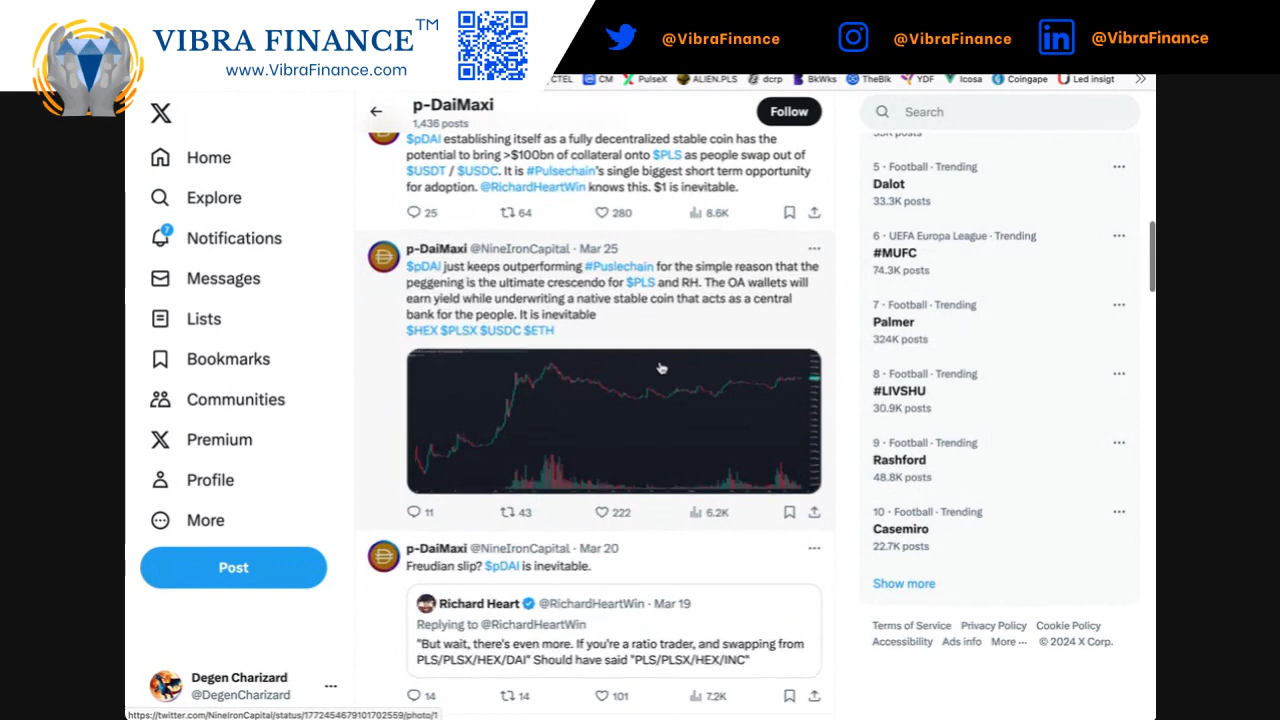 VIBRA FINANCE™
www.VibraFinance.com
@VibraFinance
@VibraFinance
@VibraFinance
CTEL CM PulseX ALIEN.PLS dcrp BkWks TheBlk YDF Icosa Coingape Led insigt
p-DaiMaxi
1,436 posts
Follow
Search
Home
Explore
7
Notifications
Messages
Lists
Bookmarks
Communities
Premium
Profile
More
Post
Degen Charizard
@DegenCharizard
$pDAI establishing itself as a fully decentralized stable coin has the
potential to bring >$100bn of collateral onto $PLS as people swap out of
$USDT / $USDC. It is #Pulsechain's single biggest short term opportunity
for adoption. @RichardHeartWin knows this. $1 is inevitable.
25 64 280 8.6K
p-DaiMaxi @NineIronCapital · Mar 25
$pDAI just keeps outperforming #Puslechain for the simple reason that the
peggening is the ultimate crescendo for $PLS and RH. The OA wallets will
earn yield while underwriting a native stable coin that acts as a central
bank for the people. It is inevitable
$HEX $PLSX $USDC $ETH
11 43 222 6.2K
p-DaiMaxi @NineIronCapital · Mar 20
Freudian slip? $pDAI is inevitable.
Richard Heart @RichardHeartWin · Mar 19
Replying to @RichardHeartWin
"But wait, there's even more. If you're a ratio trader, and swapping from
PLS/PLSX/HEX/DAI" Should have said "PLS/PLSX/HEX/INC"
14 14 101 7.2K
posts
5 · Football · Trending
Dalot
33.3K posts
6 · UEFA Europa League · Trending
#MUFC
74.3K posts
7 · Football · Trending
Palmer
324K posts
8 · Football · Trending
#LIVSHU
30.9K posts
9 · Football · Trending
Rashford
48.8K posts
10 · Football · Trending
Casemiro
22.7K posts
Show more
Terms of Service Privacy Policy Cookie Policy
Accessibility Ads info More ··· © 2024 X Corp.
https://twitter.com/NineIronCapital/status/1772454679101702559/photo/1